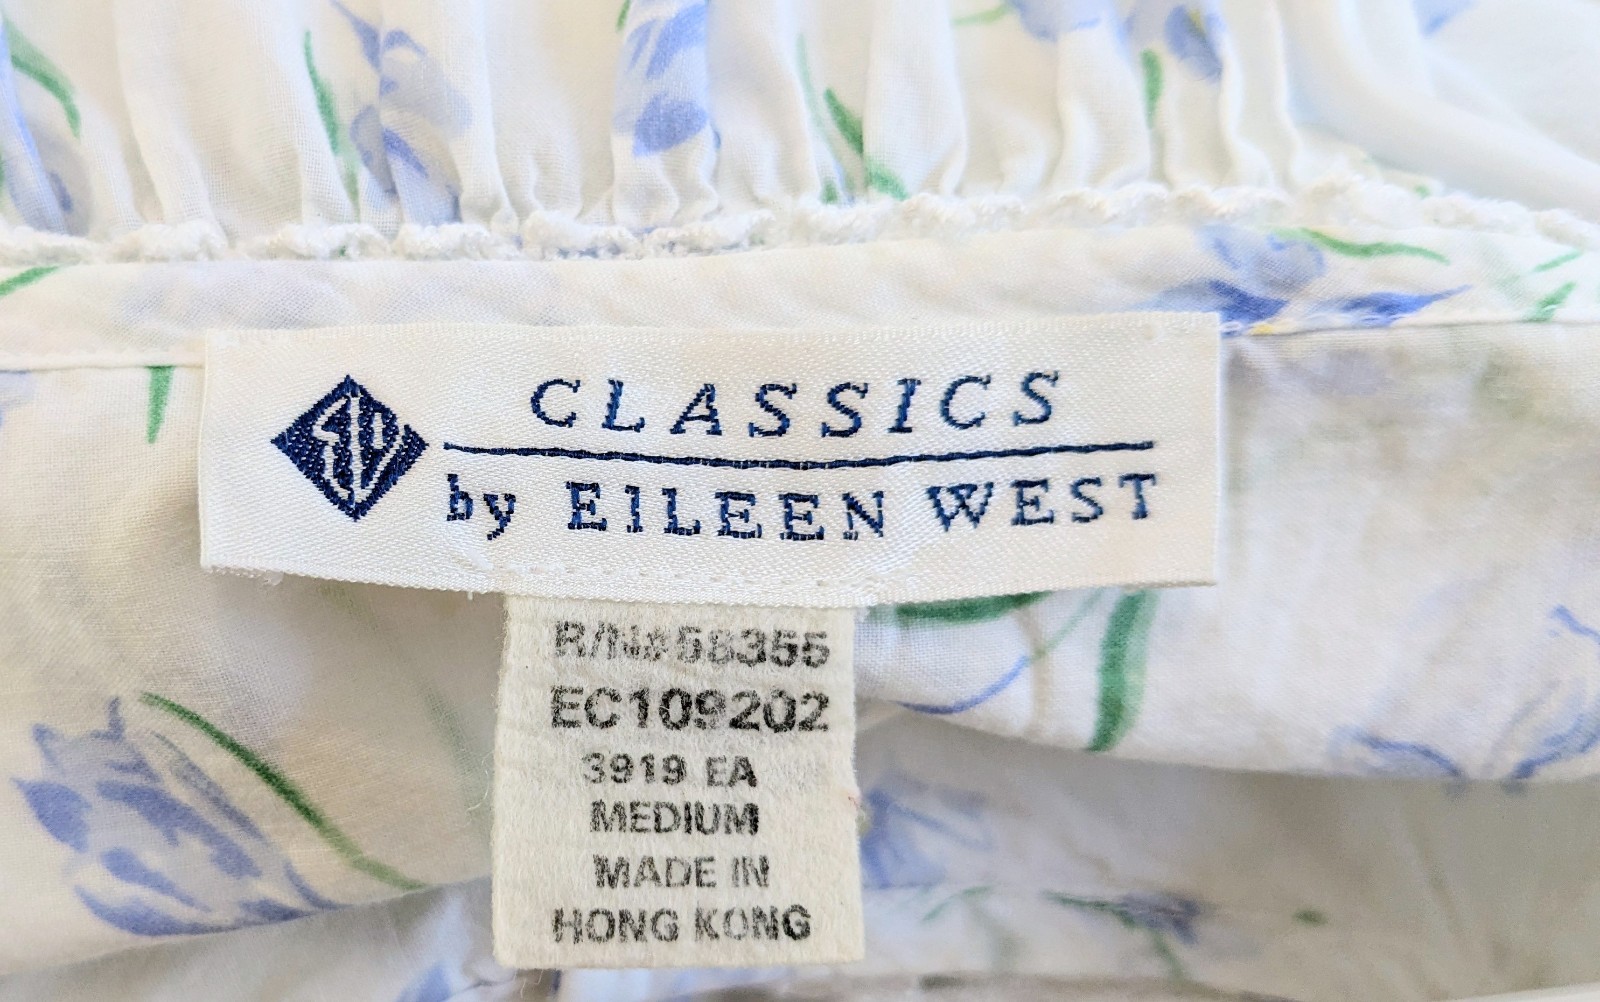 CLASSICS
by EILEEN WEST
R/N# 58355
EC109202
3919 EA
MEDIUM
MADE IN
HONG KONG